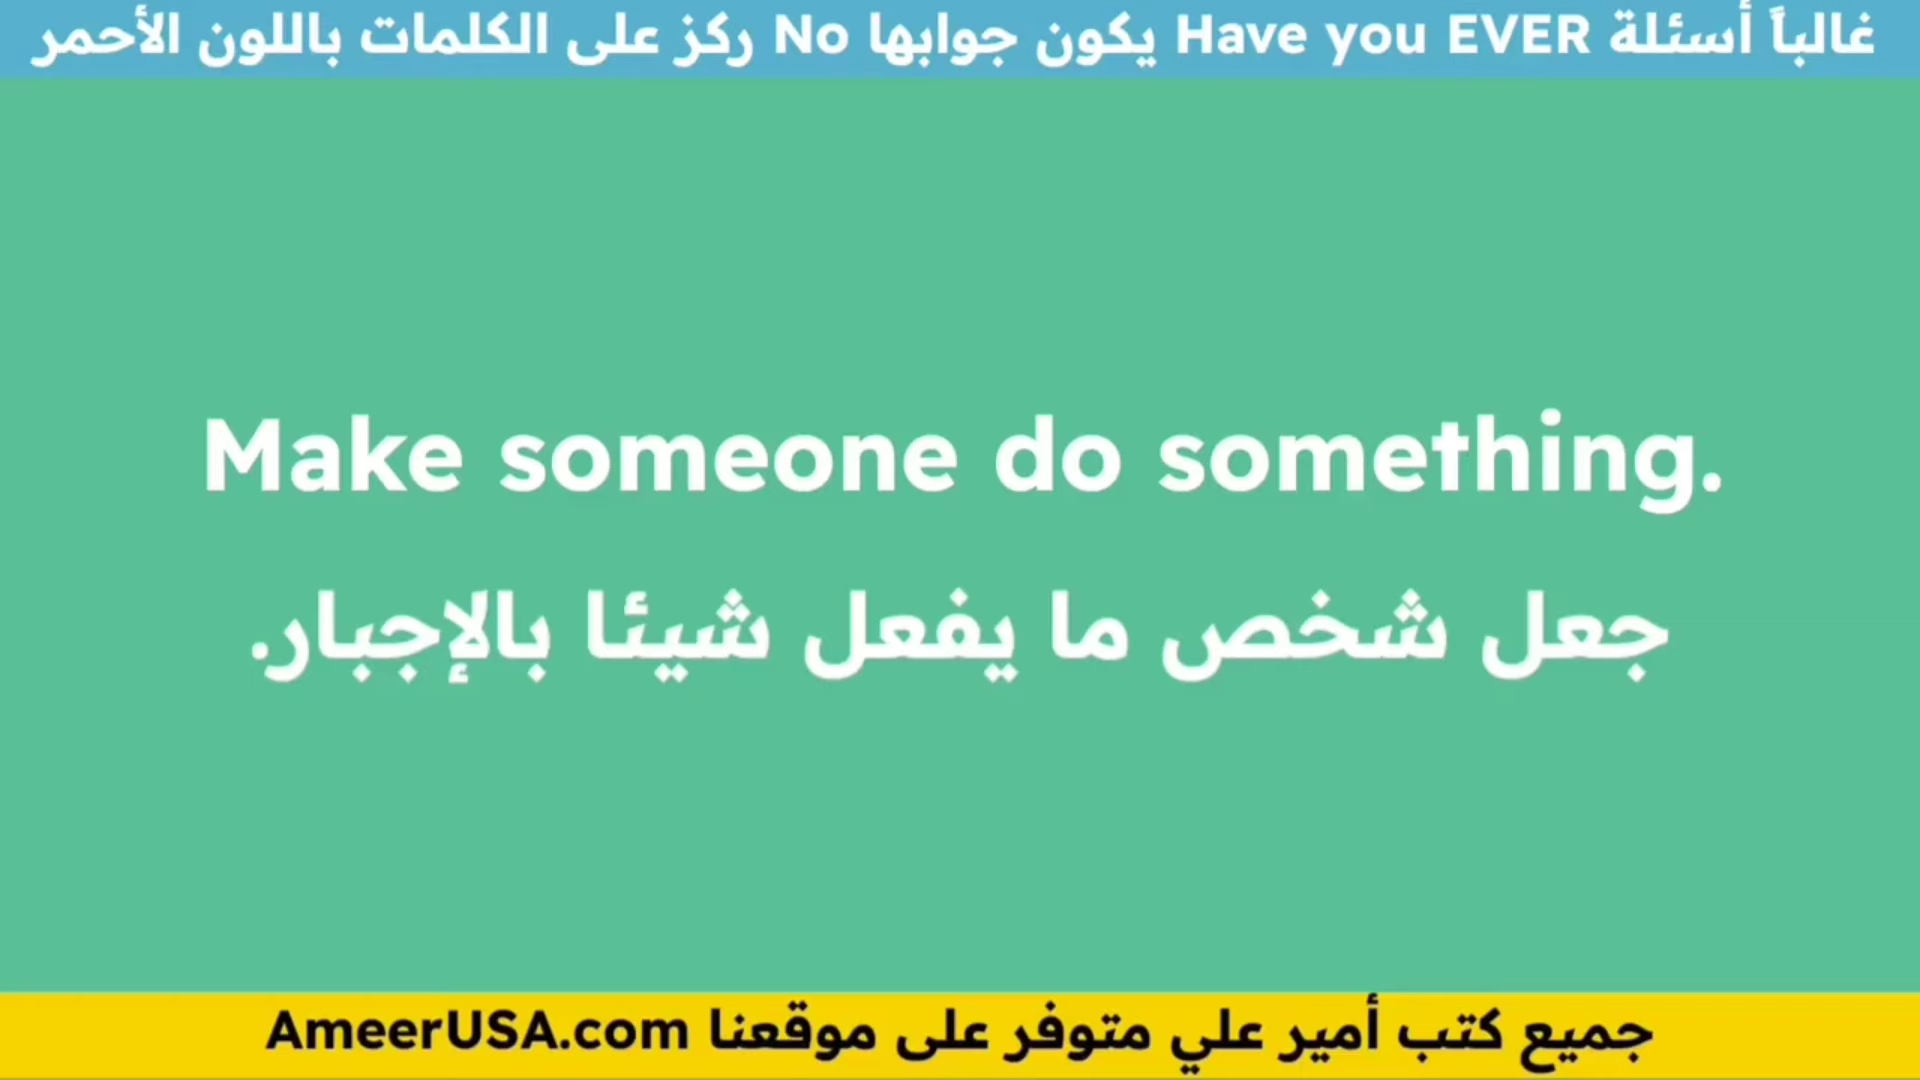 غالباً أسئلة Have you EVER يكون جوابها No ركز على الكلمات باللون الأحمر
Make someone do something.
جعل شخص ما يفعل شيئا بالإجبار.
جميع كتب أمير علي متوفر على موقعنا AmeerUSA.com